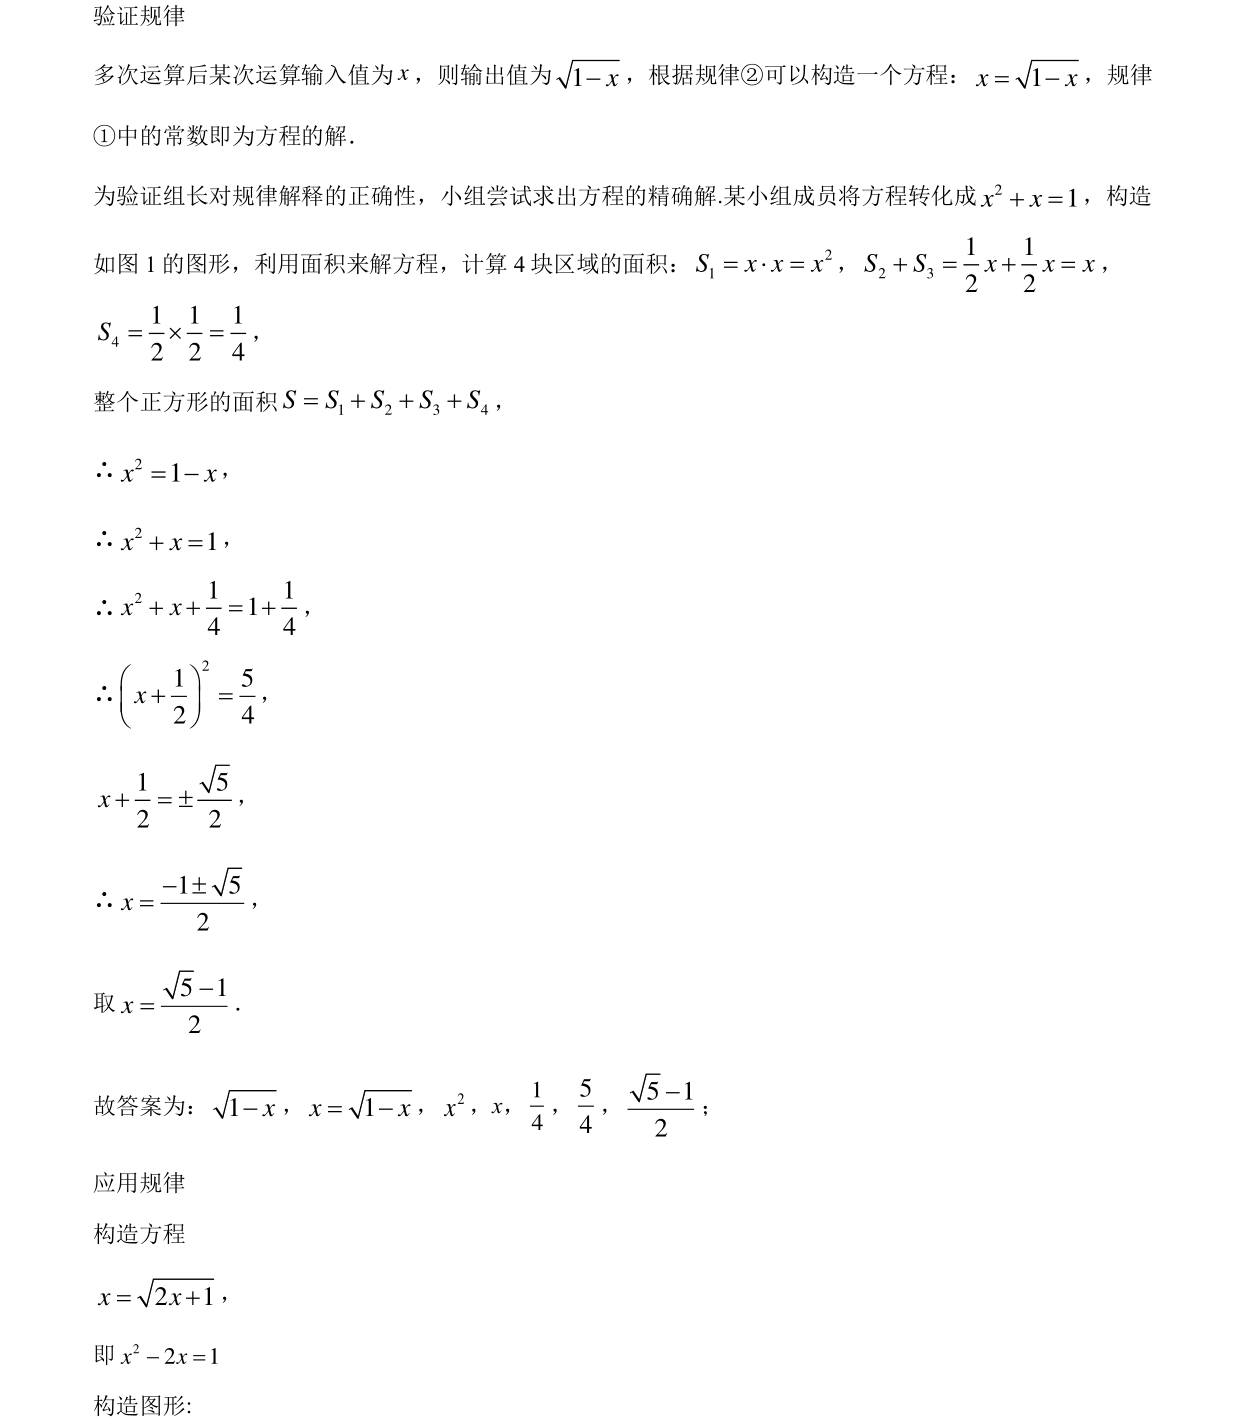 验证规律
多次运算后某次运算输入值为 x，则输出值为 √(1−x)，根据规律②可以构造一个方程：x=√(1−x)，规律
①中的常数即为方程的解．
为验证组长对规律解释的正确性，小组尝试求出方程的精确解.某小组成员将方程转化成 x²+x=1，构造
如图 1 的图形，利用面积来解方程，计算 4 块区域的面积：S₁=x·x=x²，S₂+S₃=1/2 x+1/2 x=x，
S₄=1/2×1/2=1/4，
整个正方形的面积 S=S₁+S₂+S₃+S₄，
∴ x²=1−x，
∴ x²+x=1，
∴ x²+x+1/4=1+1/4，
∴ (x+1/2)²=5/4，
x+1/2=±√5/2，
∴ x=(−1±√5)/2，
取 x=(√5−1)/2．
故答案为：√(1−x)，x=√(1−x)，x²，x，1/4，5/4，(√5−1)/2；
应用规律
构造方程
x=√(2x+1)，
即 x²−2x=1
构造图形: